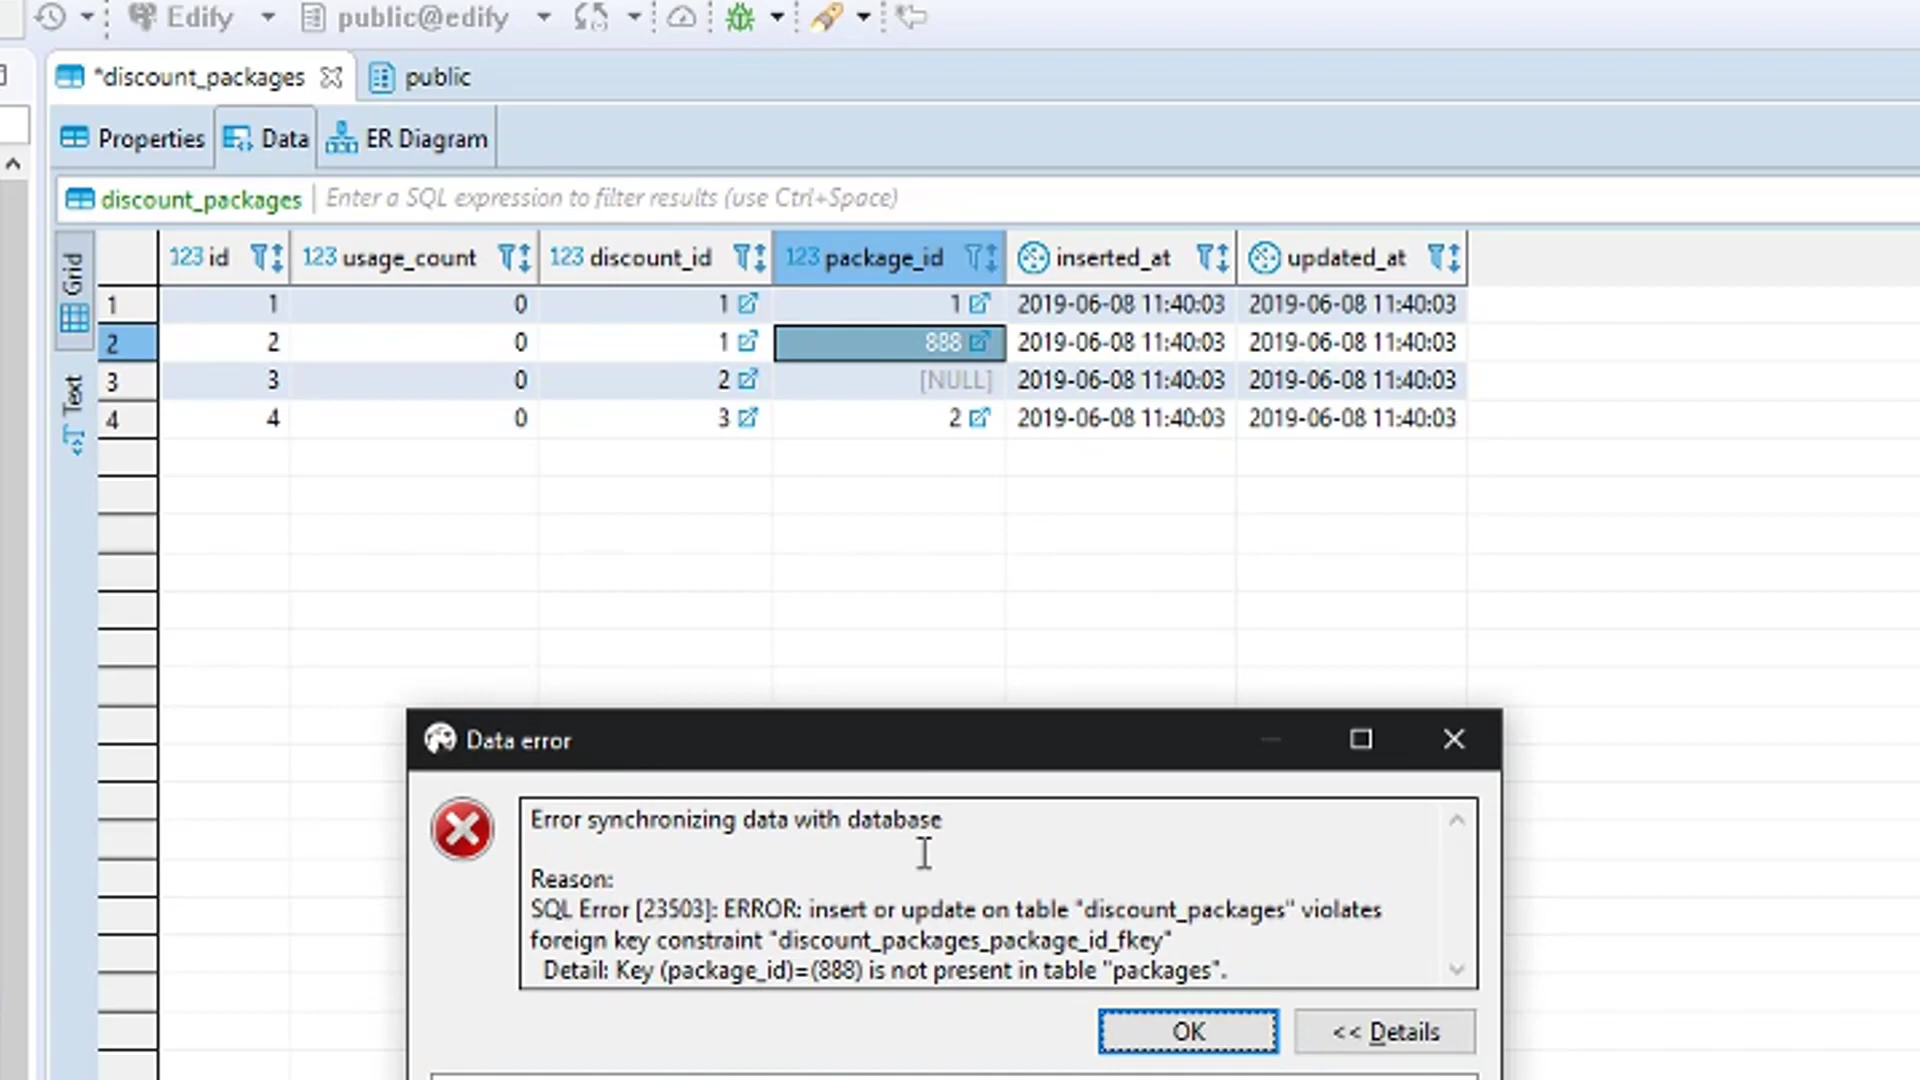 Edify public@edify
*discount_packages public
Properties Data ER Diagram
discount_packages Enter a SQL expression to filter results (use Ctrl+Space)
Grid
Text
123 id 123 usage_count 123 discount_id 123 package_id inserted_at updated_at
1 1 0 1 1 2019-06-08 11:40:03 2019-06-08 11:40:03
2 2 0 1 888 2019-06-08 11:40:03 2019-06-08 11:40:03
3 3 0 2 [NULL] 2019-06-08 11:40:03 2019-06-08 11:40:03
4 4 0 3 2 2019-06-08 11:40:03 2019-06-08 11:40:03
Data error
Error synchronizing data with database
Reason:
SQL Error [23503]: ERROR: insert or update on table "discount_packages" violates
foreign key constraint "discount_packages_package_id_fkey"
Detail: Key (package_id)=(888) is not present in table "packages".
OK << Details